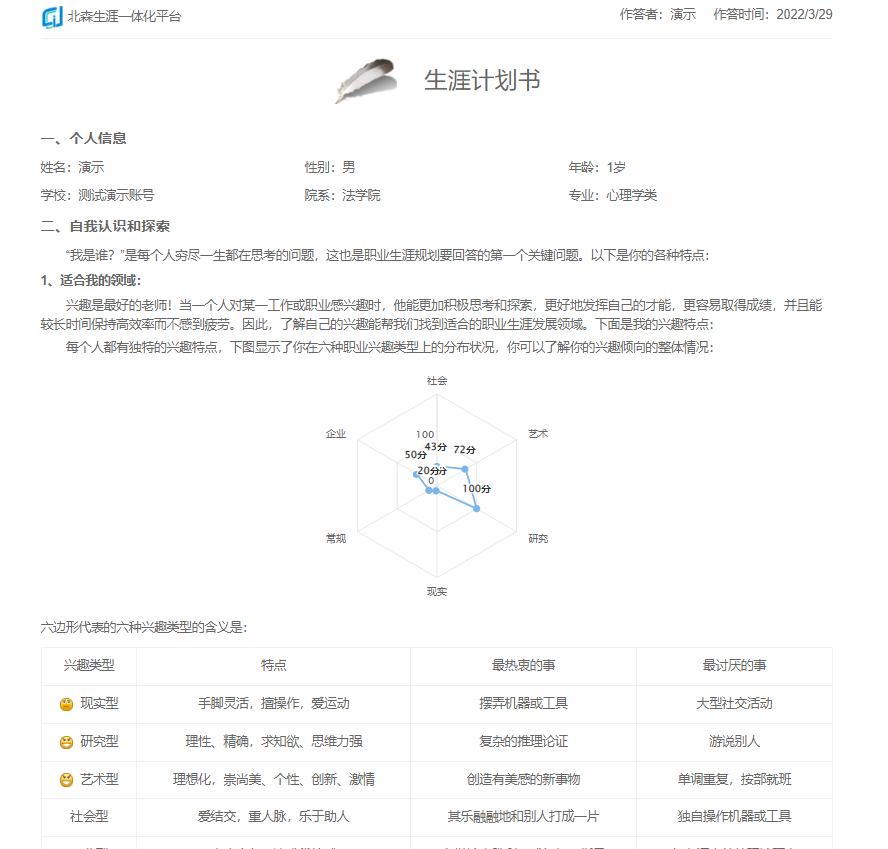 北森生涯一体化平台 作答者：演示 作答时间：2022/3/29
生涯计划书
一、个人信息
姓名：演示 性别：男 年龄：1岁
学校：测试演示账号 院系：法学院 专业：心理学类
二、自我认识和探索
“我是谁？”是每个人穷尽一生都在思考的问题，这也是职业生涯规划要回答的第一个关键问题。以下是你的各种特点：
1、适合我的领域：
兴趣是最好的老师！当一个人对某一工作或职业感兴趣时，他能更加积极思考和探索，更好地发挥自己的才能，更容易取得成绩，并且能
较长时间保持高效率而不感到疲劳。因此，了解自己的兴趣能帮我们找到适合的职业生涯发展领域。下面是我的兴趣特点：
每个人都有独特的兴趣特点，下图显示了你在六种职业兴趣类型上的分布状况，你可以了解你的兴趣倾向的整体情况：
社会
企业 100 艺术
43分 72分
50分
20分
0 100分
常规 研究
现实
六边形代表的六种兴趣类型的含义是：
兴趣类型 特点 最热衷的事 最讨厌的事
现实型 手脚灵活，擅操作，爱运动 摆弄机器或工具 大型社交活动
研究型 理性、精确，求知欲、思维力强 复杂的推理论证 游说别人
艺术型 理想化，崇尚美、个性、创新、激情 创造有美感的新事物 单调重复，按部就班
社会型 爱结交，重人脉，乐于助人 其乐融融地和别人打成一片 独自操作机器或工具